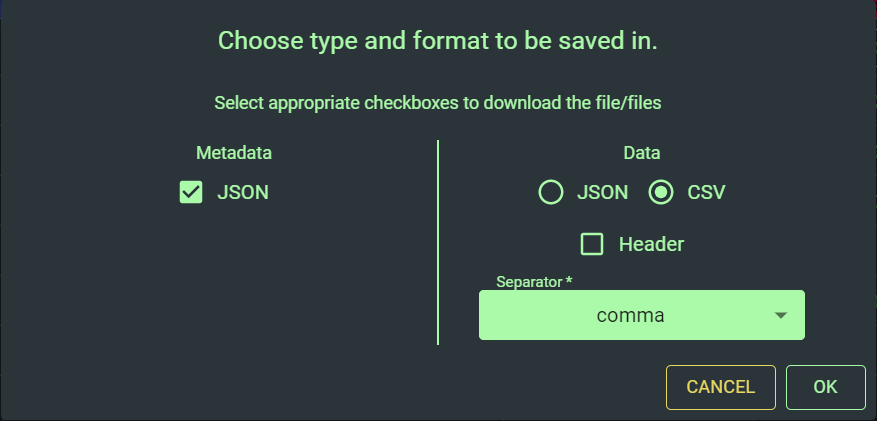 Choose type and format to be saved in.
Select appropriate checkboxes to download the file/files
Metadata
JSON
Data
JSON CSV
Header
Separator *
comma
CANCEL OK